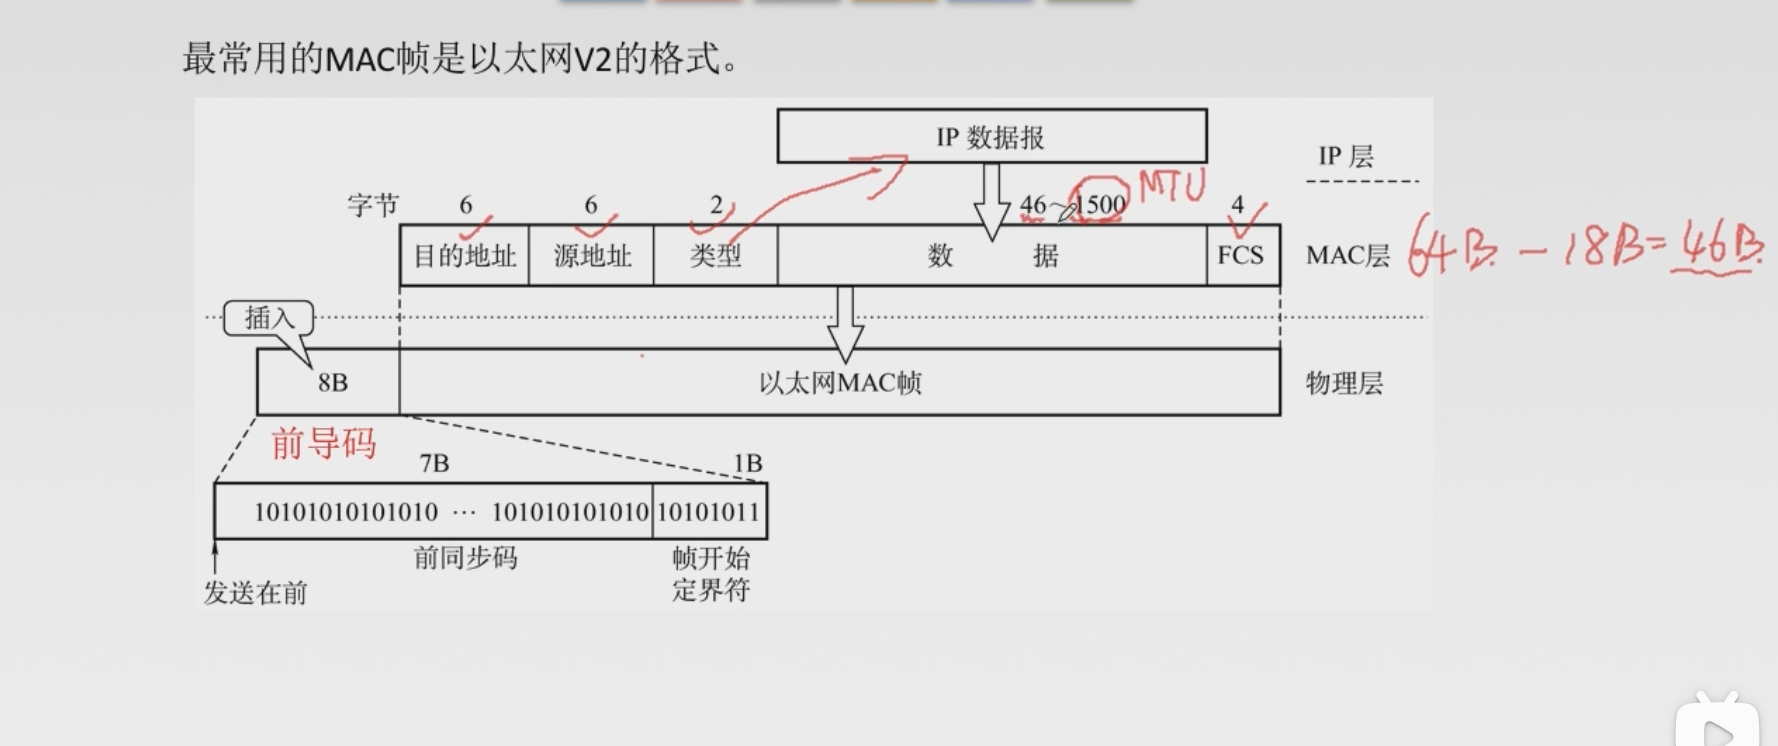 最常用的MAC帧是以太网V2的格式。
IP 数据报
IP 层
MTU
字节 6 6 2 46~1500 4
目的地址 源地址 类型 数 据 FCS MAC层
64B - 18B = 46B.
插入
8B 以太网MAC帧 物理层
前导码
7B 1B
10101010101010 ··· 101010101010 10101011
前同步码 帧开始
定界符
发送在前